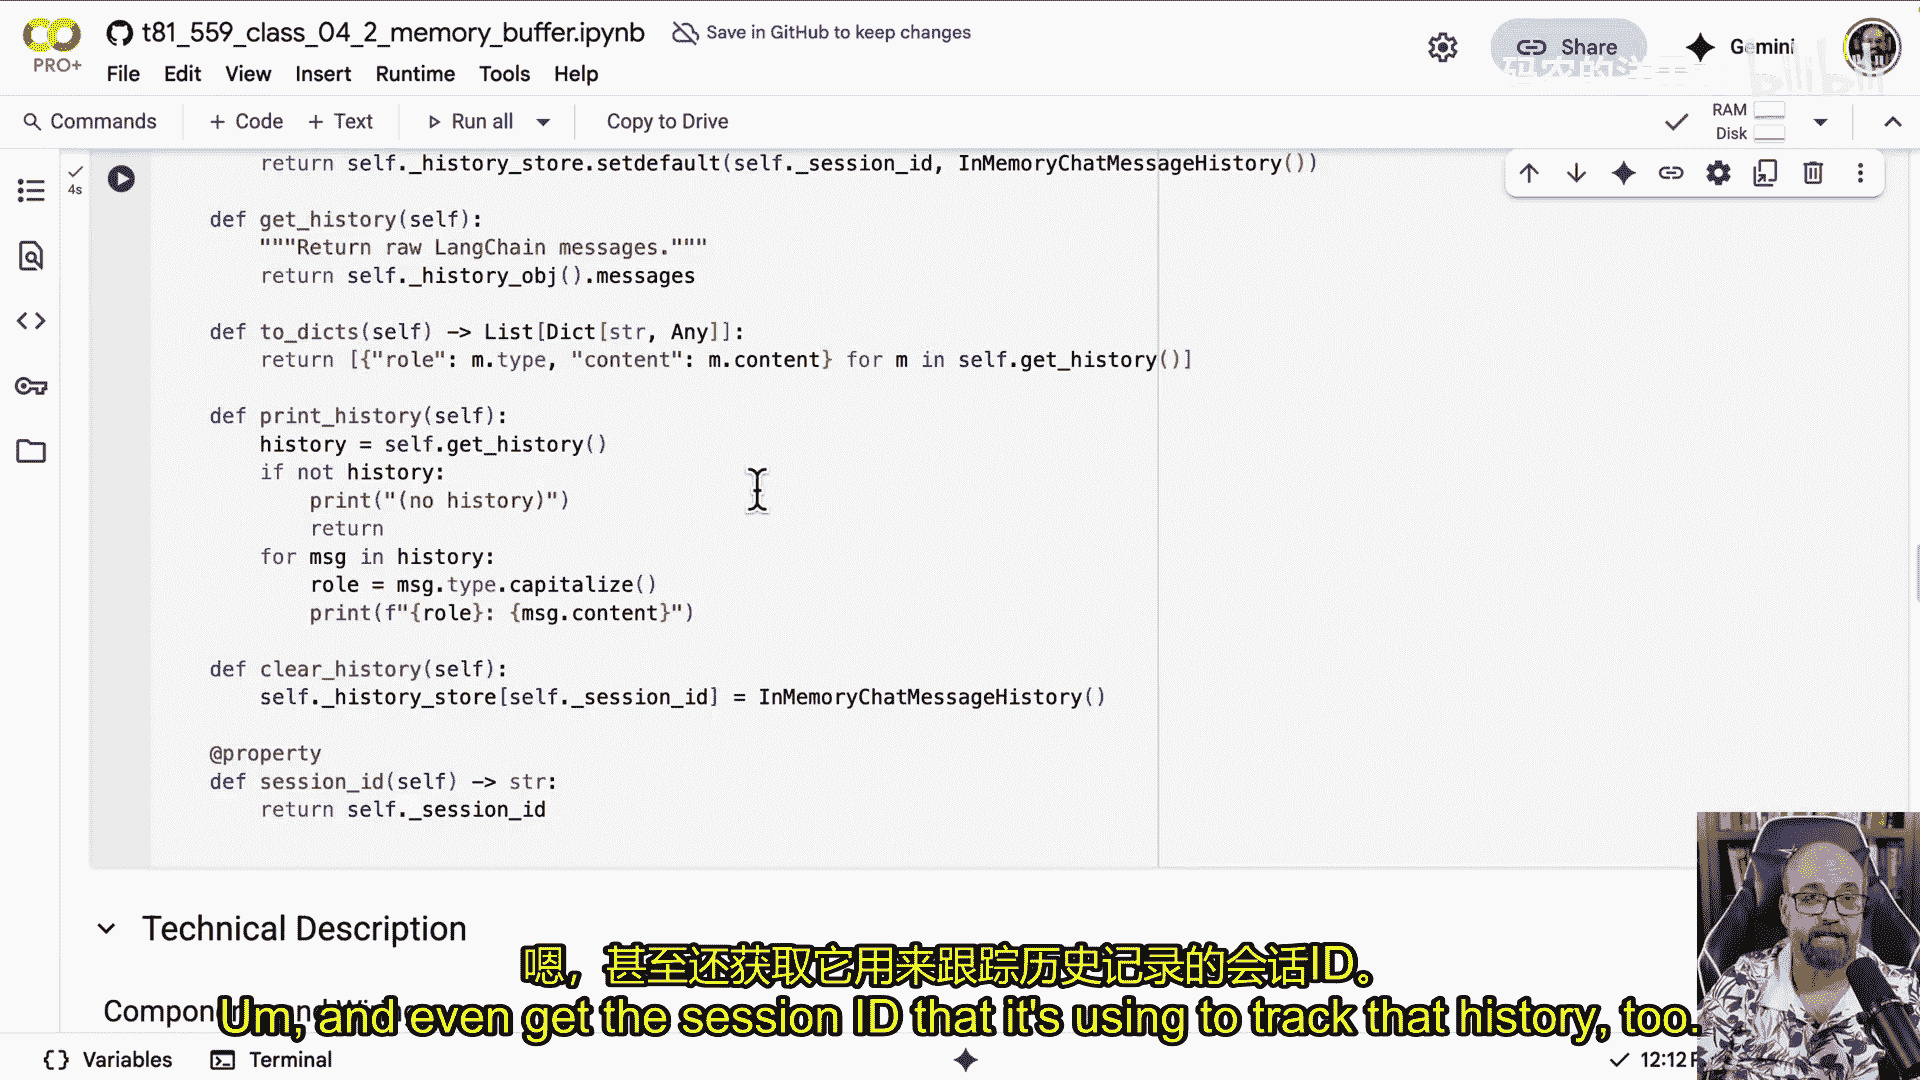 t81_559_class_04_2_memory_buffer.ipynb
Save in GitHub to keep changes
Share
Gemini
PRO+
File Edit View Insert Runtime Tools Help
Commands
+ Code + Text
Run all
Copy to Drive
RAM
Disk
4s
return self._history_store.setdefault(self._session_id, InMemoryChatMessageHistory())
def get_history(self):
"""Return raw LangChain messages."""
return self._history_obj().messages
def to_dicts(self) -> List[Dict[str, Any]]:
return [{"role": m.type, "content": m.content} for m in self.get_history()]
def print_history(self):
history = self.get_history()
if not history:
print("(no history)")
return
for msg in history:
role = msg.type.capitalize()
print(f"{role}: {msg.content}")
def clear_history(self):
self._history_store[self._session_id] = InMemoryChatMessageHistory()
@property
def session_id(self) -> str:
return self._session_id
Technical Description
嗯，甚至还获取它用来跟踪历史记录的会话ID。
Um, and even get the session ID that it's using to track that history, too.
Variables
Terminal
12:12
bilibili